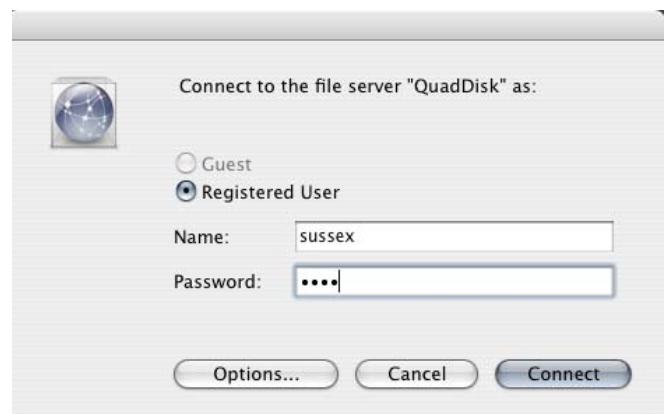 Connect to the file server "QuadDisk" as:
Guest
Registered User
Name: sussex
Password: ••••
Options... Cancel Connect